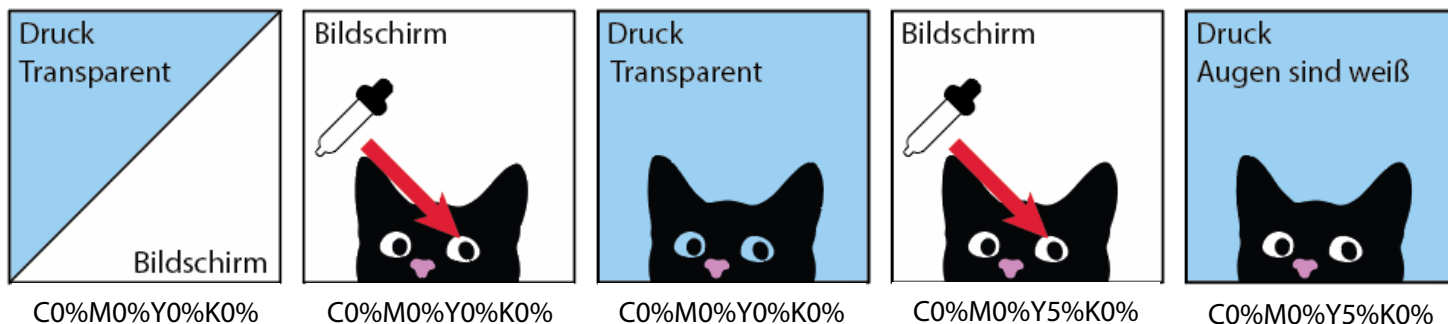 Druck
Transparent
Bildschirm
C0%M0%Y0%K0%
Bildschirm
C0%M0%Y0%K0%
Druck
Transparent
C0%M0%Y0%K0%
Bildschirm
C0%M0%Y5%K0%
Druck
Augen sind weiß
C0%M0%Y5%K0%